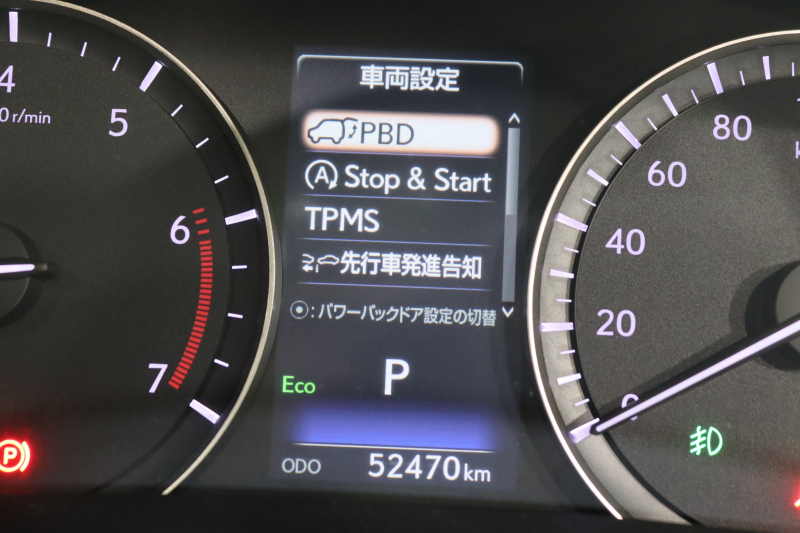 車両設定
PBD
A Stop & Start
TPMS
先行車発進告知
⦿:パワーバックドア設定の切替
Eco
P
ODO 52470km
4
5
6
7
r/min
P
80
60
40
20
0